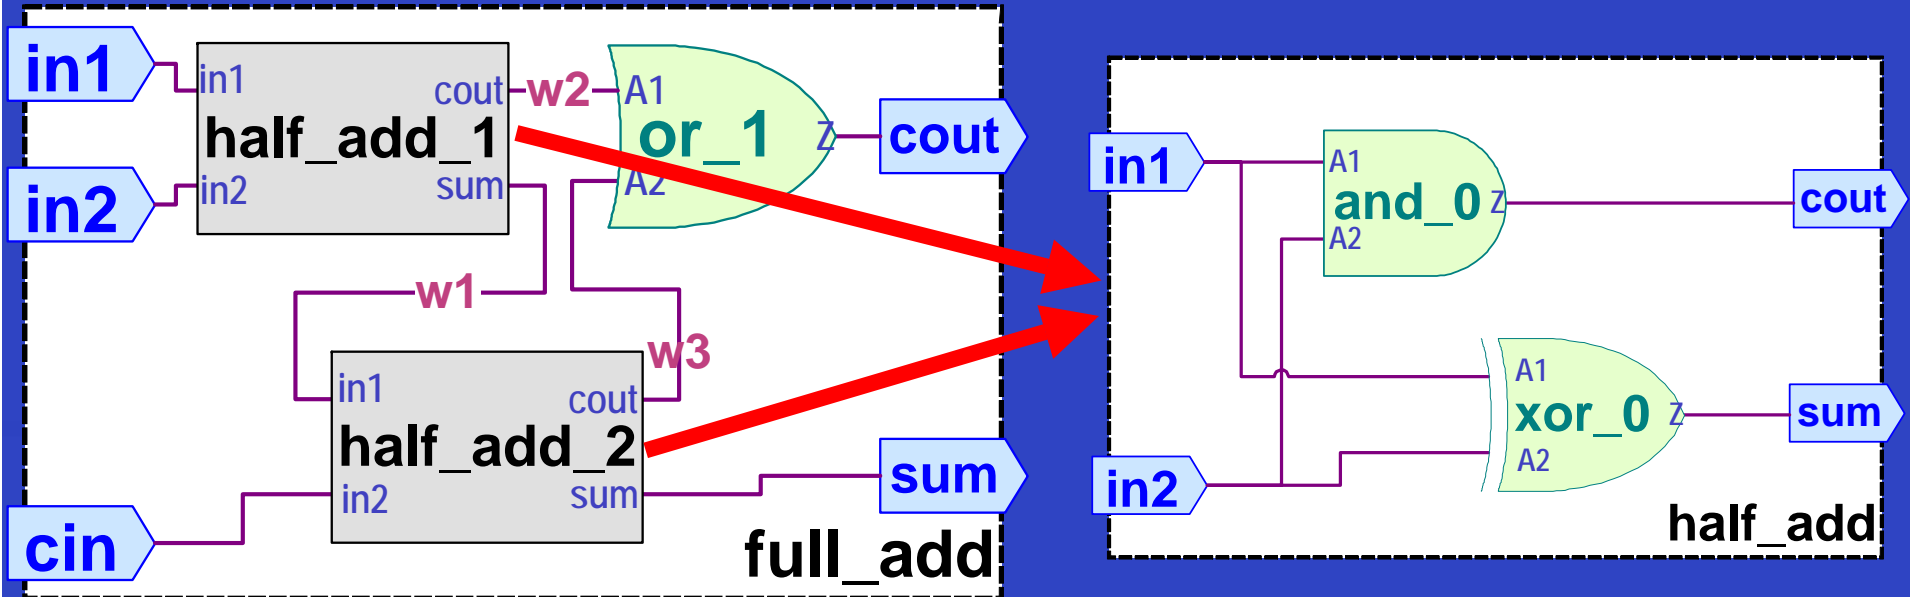 in1
in2
cin
in1
cout
half_add_1
in2
sum
w2
A1
or_1
Z
A2
cout
w1
w3
in1
cout
half_add_2
in2
sum
sum
full_add
in1
in2
A1
and_0
Z
A2
cout
A1
xor_0
Z
A2
sum
half_add